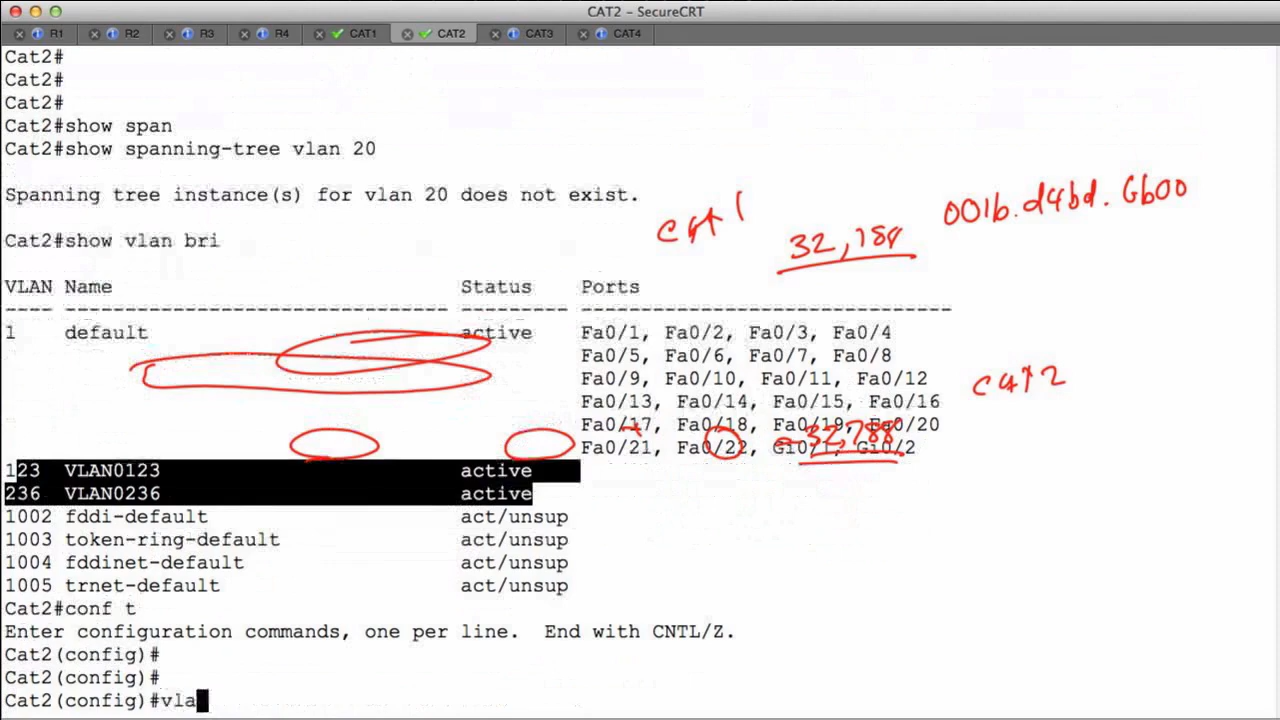 CAT2 - SecureCRT
R1 R2 R3 R4 CAT1 CAT2 CAT3 CAT4
Cat2#
Cat2#
Cat2#
Cat2#show span
Cat2#show spanning-tree vlan 20
Spanning tree instance(s) for vlan 20 does not exist.
cat 1
32,788
001b.d4bd.6b00
Cat2#show vlan bri
VLAN Name Status Ports
---- -------------------------------- --------- -------------------------------
1 default active Fa0/1, Fa0/2, Fa0/3, Fa0/4
Fa0/5, Fa0/6, Fa0/7, Fa0/8
Fa0/9, Fa0/10, Fa0/11, Fa0/12
cat2
Fa0/13, Fa0/14, Fa0/15, Fa0/16
Fa0/17, Fa0/18, Fa0/19, Fa0/20
32,788
Fa0/21, Fa0/22, Gi0/1, Gi0/2
123 VLAN0123 active
236 VLAN0236 active
1002 fddi-default act/unsup
1003 token-ring-default act/unsup
1004 fddinet-default act/unsup
1005 trnet-default act/unsup
Cat2#conf t
Enter configuration commands, one per line. End with CNTL/Z.
Cat2(config)#
Cat2(config)#
Cat2(config)#vla